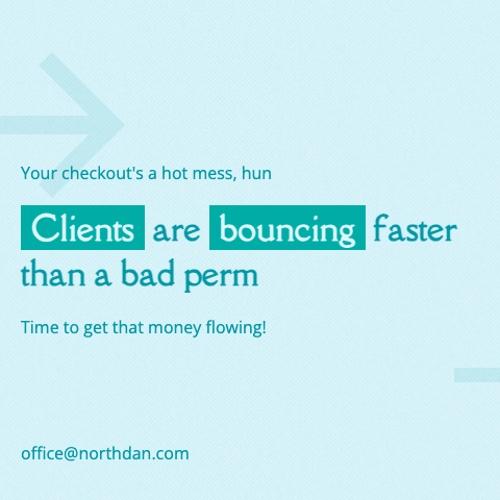 Your checkout's a hot mess, hun
Clients are bouncing faster
than a bad perm
Time to get that money flowing!
office@northdan.com